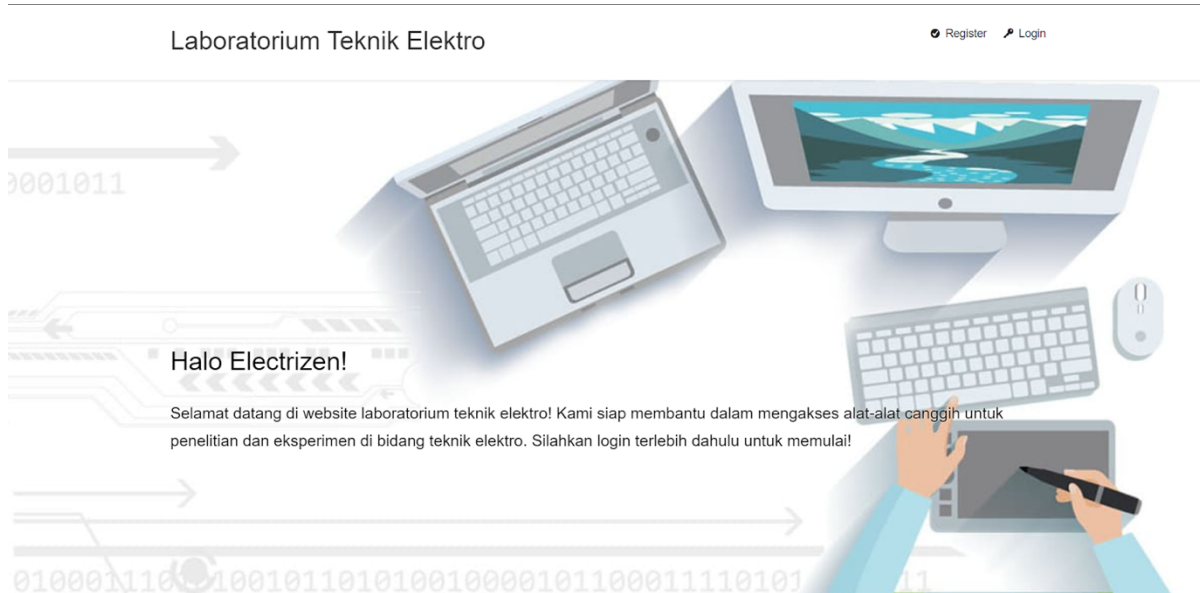 Laboratorium Teknik Elektro
Register
Login
0001011
Halo Electrizen!
Selamat datang di website laboratorium teknik elektro! Kami siap membantu dalam mengakses alat-alat canggih untuk
penelitian dan eksperimen di bidang teknik elektro. Silahkan login terlebih dahulu untuk memulai!